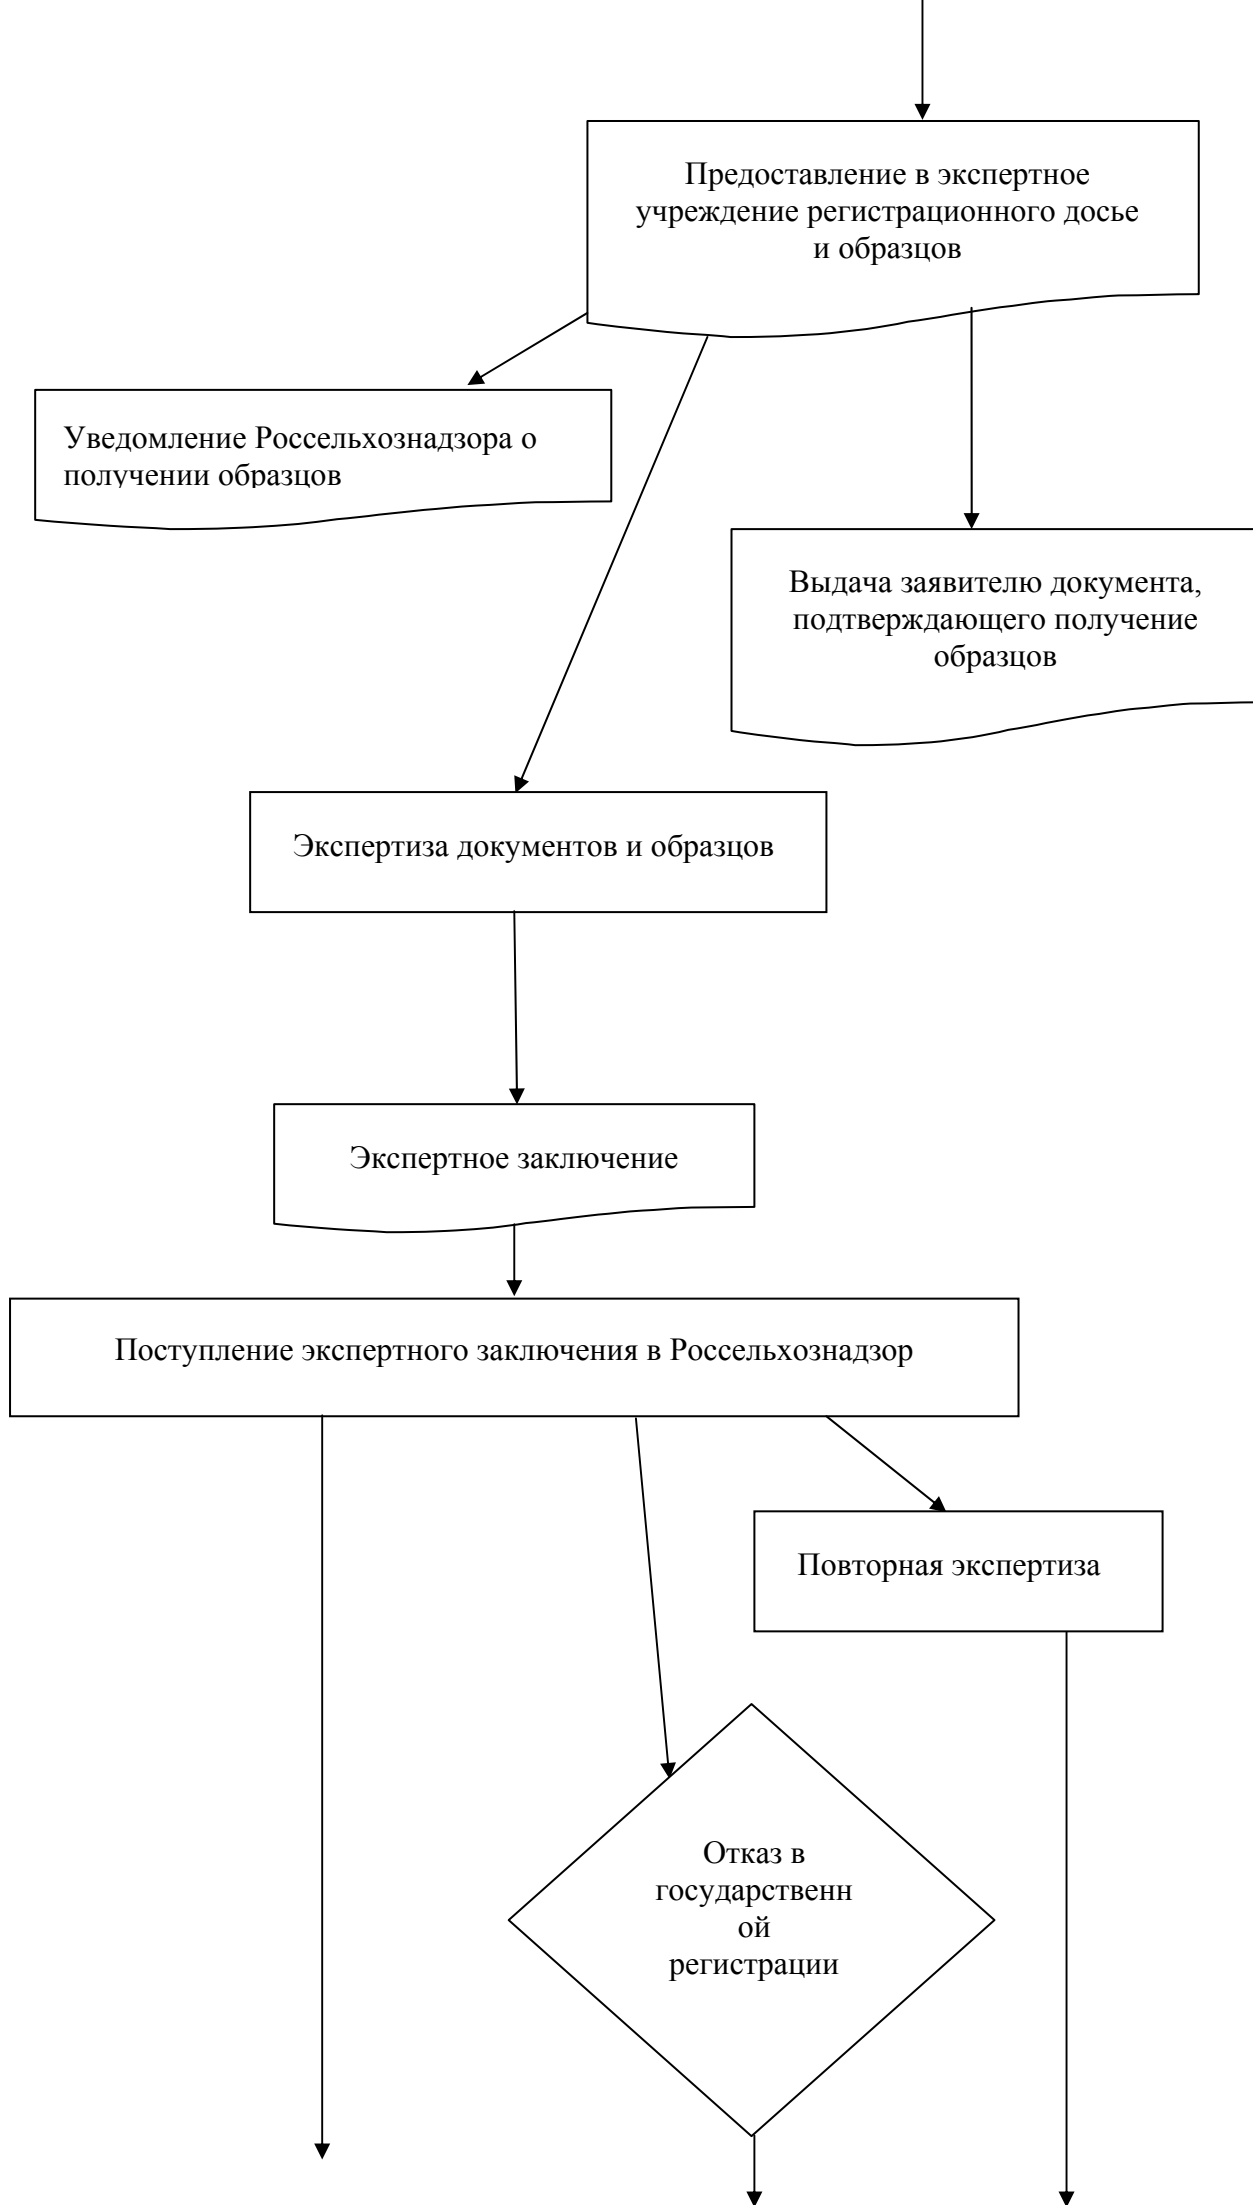 Предоставление в экспертное
учреждение регистрационного досье
и образцов
Уведомление Россельхознадзора о
получении образцов
Выдача заявителю документа,
подтверждающего получение
образцов
Экспертиза документов и образцов
Экспертное заключение
Поступление экспертного заключения в Россельхознадзор
Повторная экспертиза
Отказ в
государственн
ой
регистрации